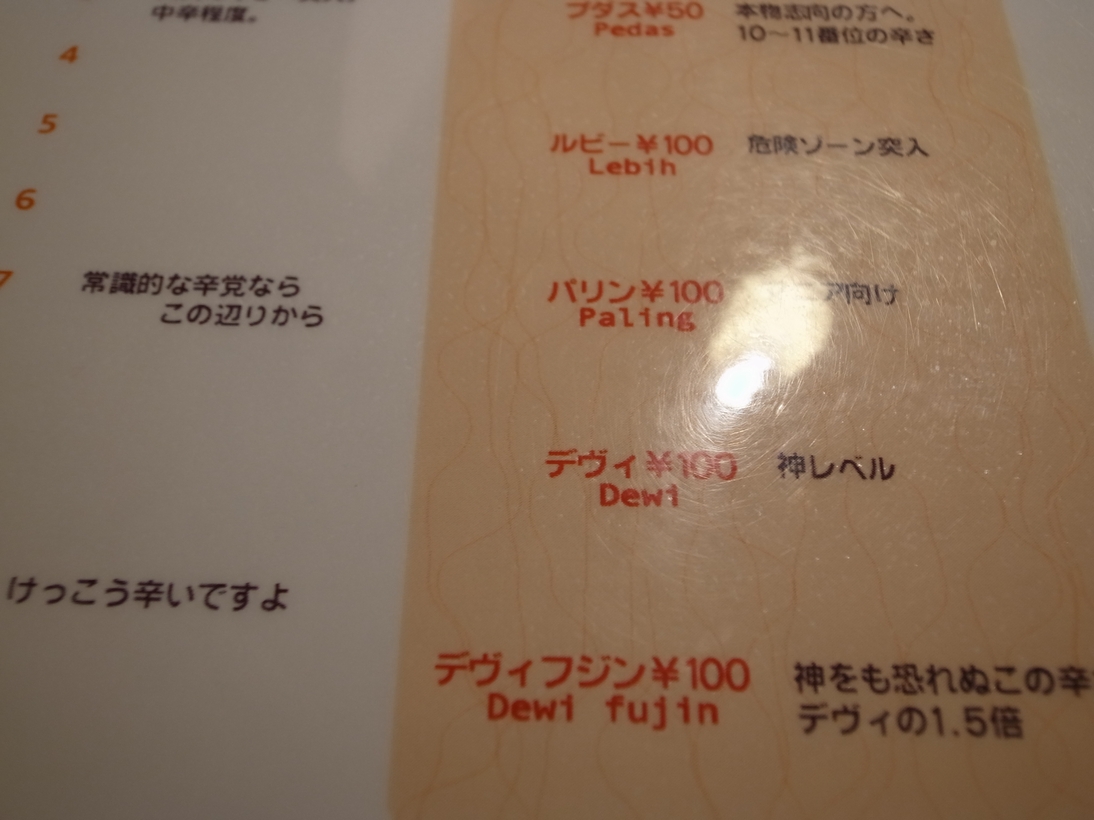 中辛程度。
4
5
6
7
常識的な辛党なら
この辺りから
けっこう辛いですよ
プダス¥50
Pedas
本物志向の方へ。
10〜11番位の辛さ
ルビー¥100
Lebih
危険ゾーン突入
パリン¥100
Paling
ア向け
デヴィ¥100
Dewi
神レベル
デヴィフジン¥100
Dewi fujin
神をも恐れぬこの辛
デヴィの1.5倍